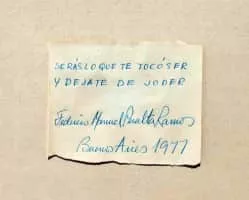 SERÁS LO QUE TE TOCÓ SER
Y DEJATE DE JODER
Federico Manuel Peralta Ramos
Buenos Aires 1977